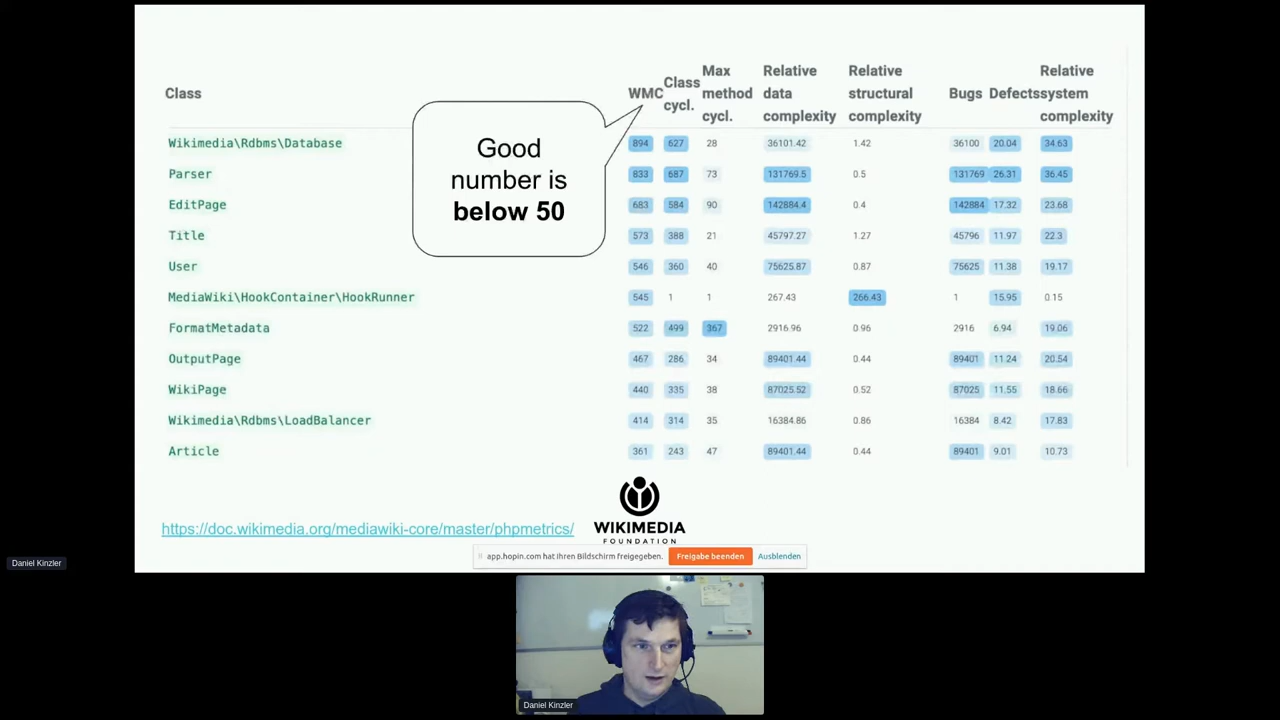 Class WMC Class cycl. Max method cycl. Relative data complexity Relative structural complexity Bugs Defects Relative system complexity
Good
number is
below 50
Wikimedia\Rdbms\Database 894 627 28 36101.42 1.42 36100 20.04 34.63
Parser 833 687 73 131769.5 0.5 131769 26.31 36.45
EditPage 683 584 90 142884.4 0.4 142884 17.32 23.68
Title 573 388 21 45797.27 1.27 45796 11.97 22.3
User 546 360 40 75625.87 0.87 75625 11.38 19.17
MediaWiki\HookContainer\HookRunner 545 1 1 267.43 266.43 1 15.95 0.15
FormatMetadata 522 499 367 2916.96 0.96 2916 6.94 19.06
OutputPage 467 286 34 89401.44 0.44 89401 11.24 20.54
WikiPage 440 335 38 87025.52 0.52 87025 11.55 18.66
Wikimedia\Rdbms\LoadBalancer 414 314 35 16384.86 0.86 16384 8.42 17.83
Article 361 243 47 89401.44 0.44 89401 9.01 10.73
https://doc.wikimedia.org/mediawiki-core/master/phpmetrics/
WIKIMEDIA
FOUNDATION
app.hopin.com hat Ihren Bildschirm freigegeben. Freigabe beenden Ausblenden
Daniel Kinzler
Daniel Kinzler